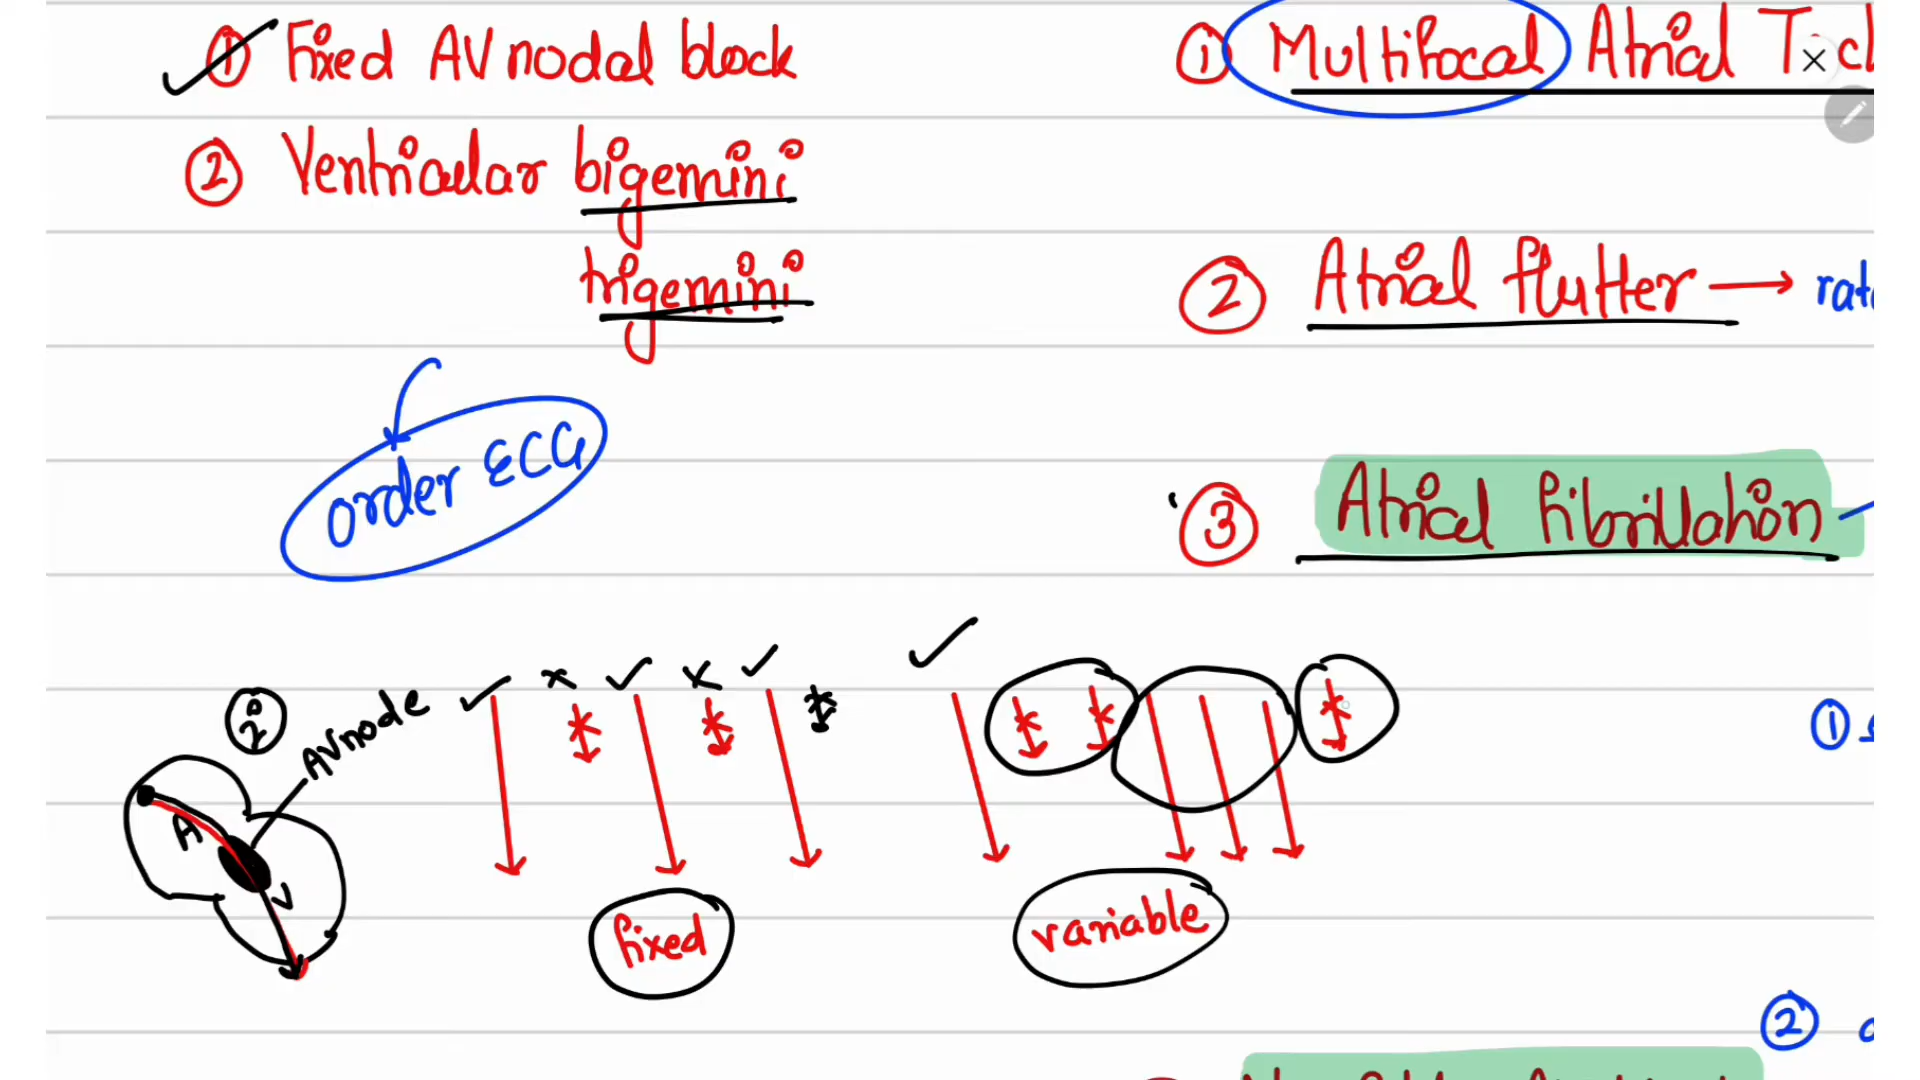 ① Fixed AV nodal block
② Ventricular bigemini
trigemini
order ECG
① Multifocal Atrial
② Atrial flutter →
③ Atrial fibrillation
2°
AV node
A
V
fixed
variable
①
②